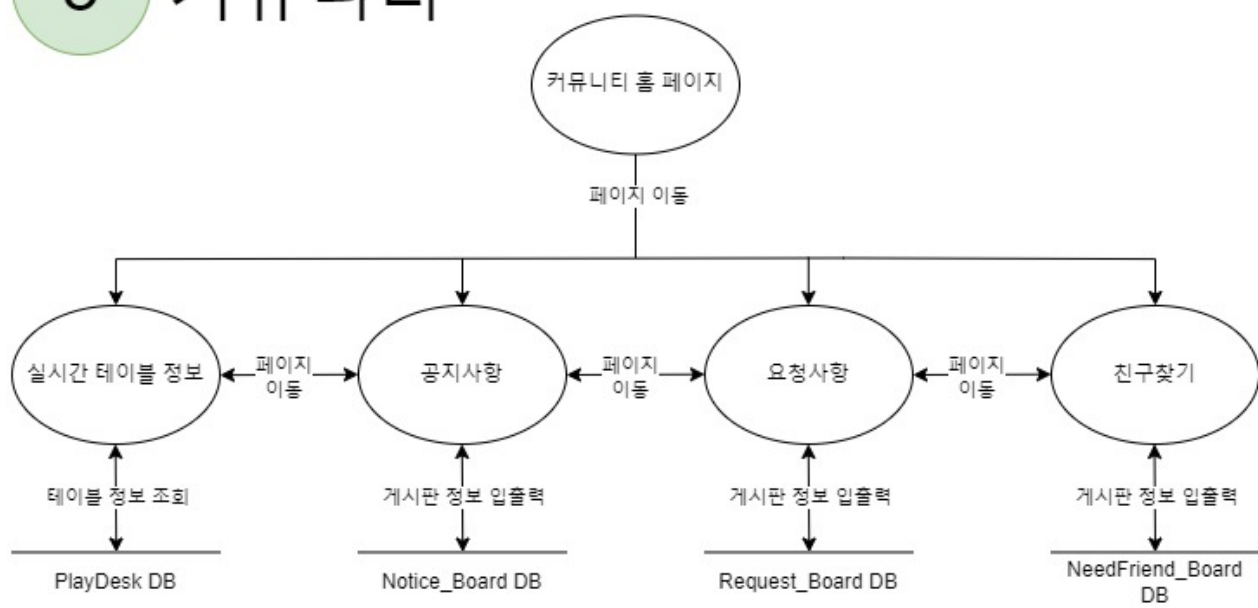 커뮤니티
커뮤니티 홈 페이지
페이지 이동
실시간 테이블 정보
페이지
이동
공지사항
페이지
이동
요청사항
페이지
이동
친구찾기
테이블 정보 조회
게시판 정보 입출력
게시판 정보 입출력
게시판 정보 입출력
PlayDesk DB
Notice_Board DB
Request_Board DB
NeedFriend_Board
DB